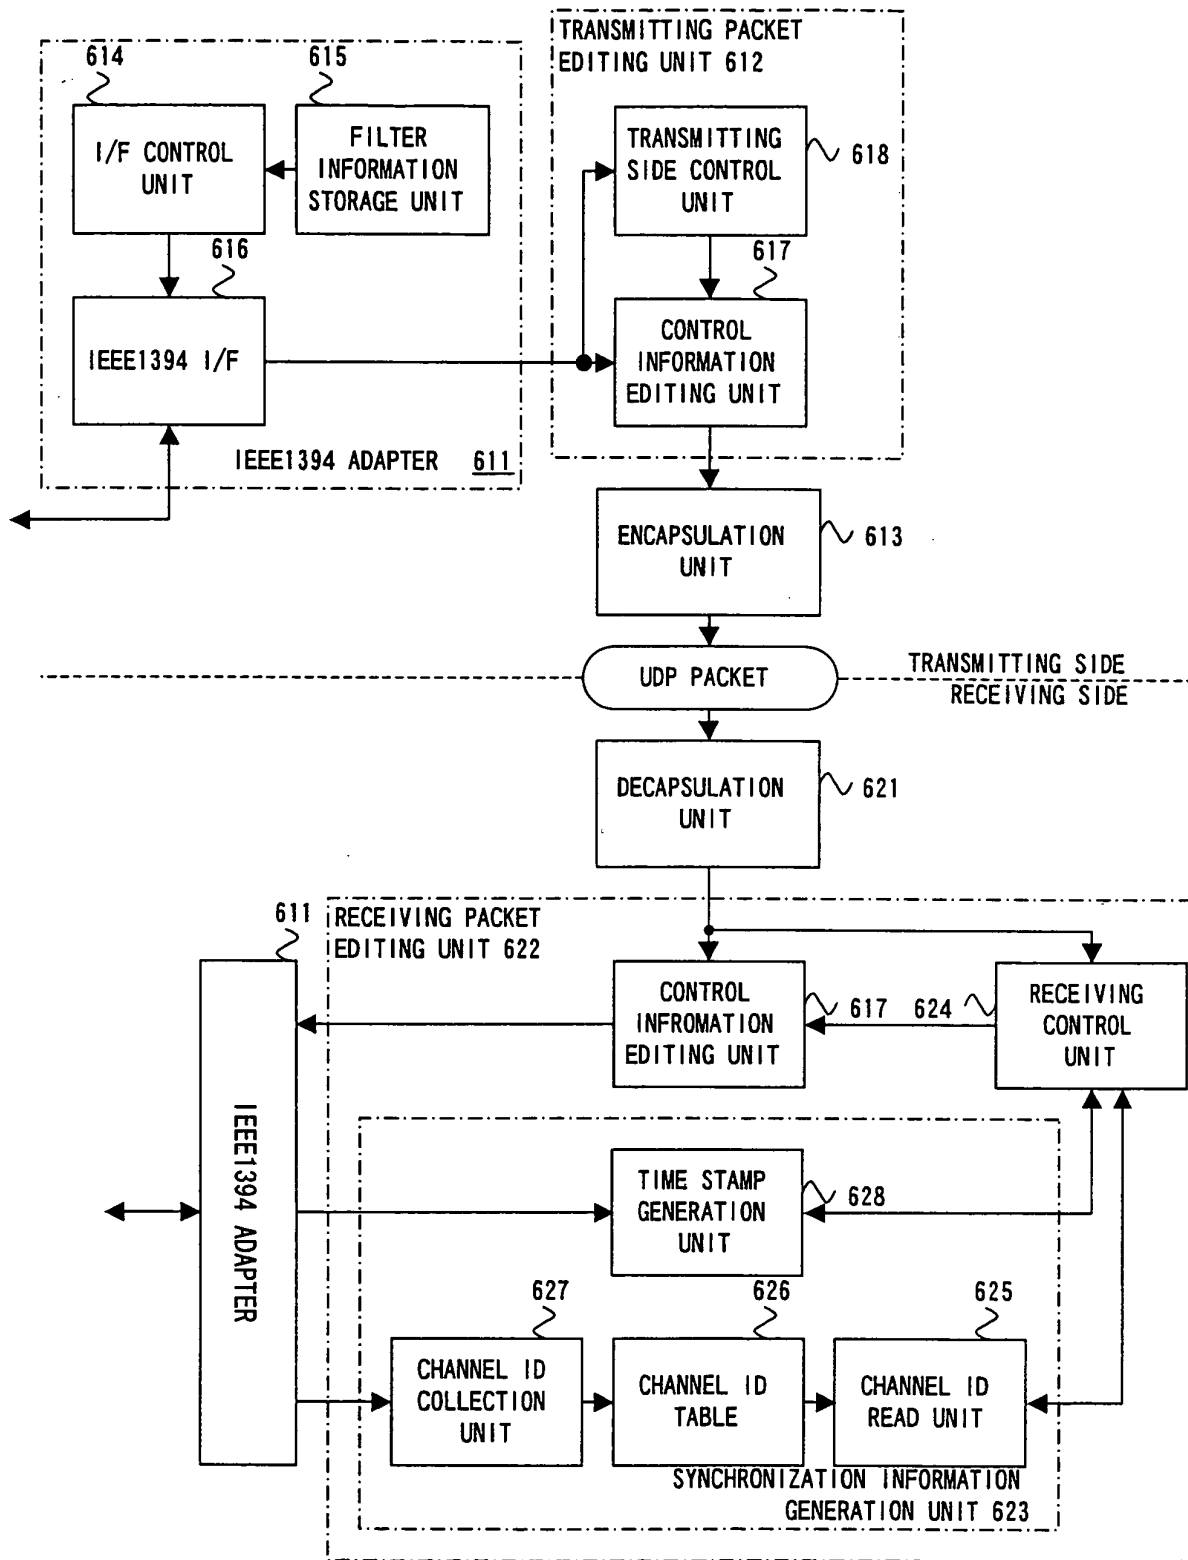 TRANSMITTING PACKET
EDITING UNIT 612
614
615
I/F CONTROL
UNIT
FILTER
INFORMATION
STORAGE UNIT
TRANSMITTING
SIDE CONTROL
UNIT
618
616
617
IEEE1394 I/F
CONTROL
INFORMATION
EDITING UNIT
IEEE1394 ADAPTER 611
ENCAPSULATION
UNIT
613
UDP PACKET
TRANSMITTING SIDE
RECEIVING SIDE
DECAPSULATION
UNIT
621
611
RECEIVING PACKET
EDITING UNIT 622
CONTROL
INFROMATION
EDITING UNIT
617
624
RECEIVING
CONTROL
UNIT
IEEE1394 ADAPTER
TIME STAMP
GENERATION
UNIT
628
627
626
625
CHANNEL ID
COLLECTION
UNIT
CHANNEL ID
TABLE
CHANNEL ID
READ UNIT
SYNCHRONIZATION INFORMATION
GENERATION UNIT 623